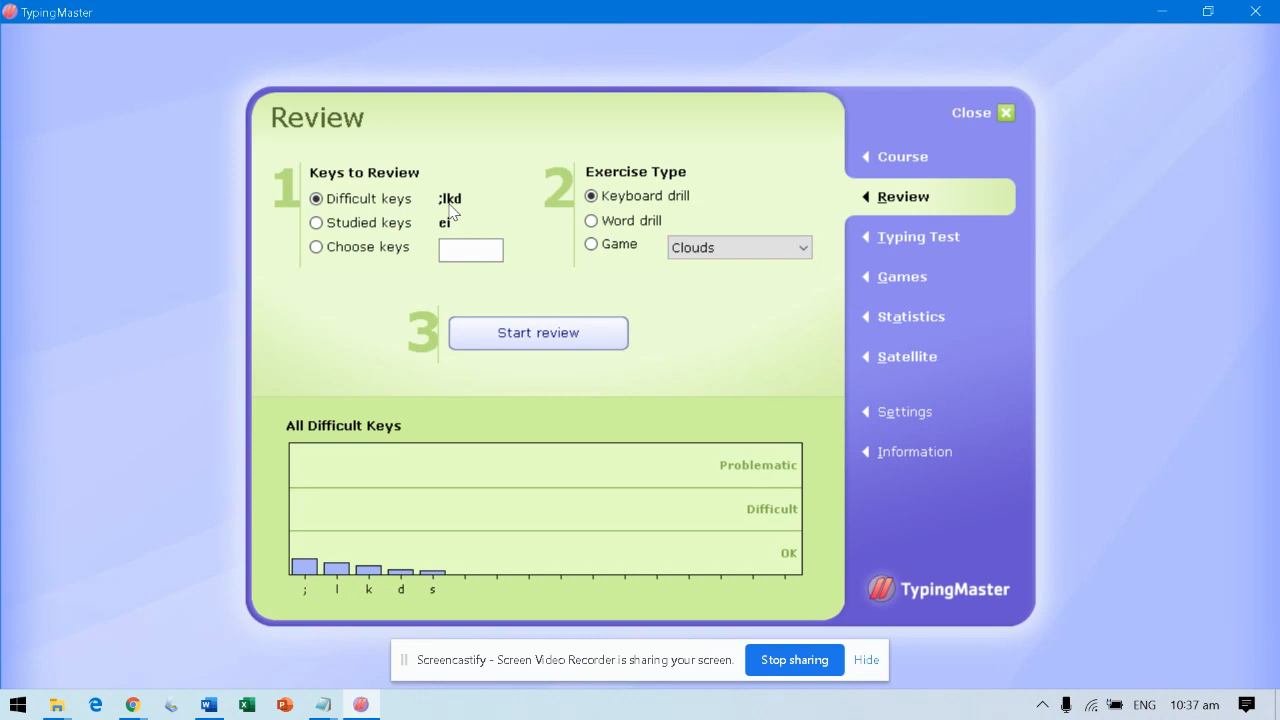 TypingMaster
Review
Close
1
Keys to Review
Difficult keys ;lkd
Studied keys ei
Choose keys
2
Exercise Type
Keyboard drill
Word drill
Game Clouds
3
Start review
Course
Review
Typing Test
Games
Statistics
Satellite
Settings
Information
All Difficult Keys
Problematic
Difficult
OK
; l k d s
TypingMaster
Screencastify - Screen Video Recorder is sharing your screen. Stop sharing Hide
ENG 10:37 am